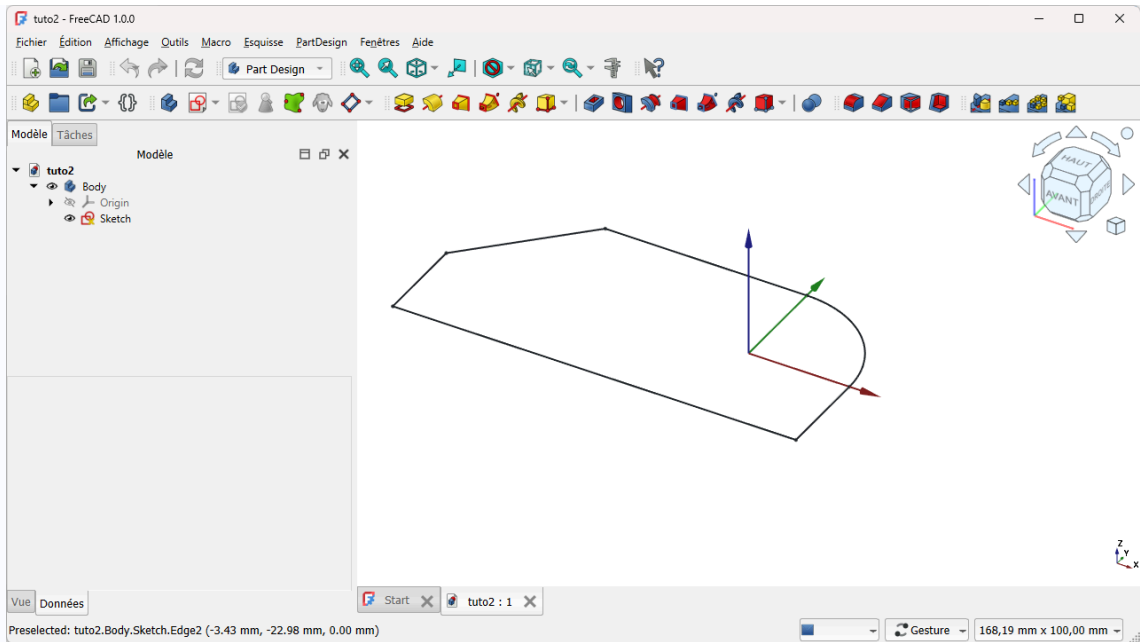 tuto2 - FreeCAD 1.0.0
Fichier Édition Affichage Outils Macro Esquisse PartDesign Fenêtres Aide
Part Design
Modèle Tâches
Modèle
tuto2
Body
Origin
Sketch
HAUT
AVANT
DROITE
Z
Y
X
Vue Données
Start tuto2 : 1
Preselected: tuto2.Body.Sketch.Edge2 (-3.43 mm, -22.98 mm, 0.00 mm)
Gesture 168,19 mm x 100,00 mm